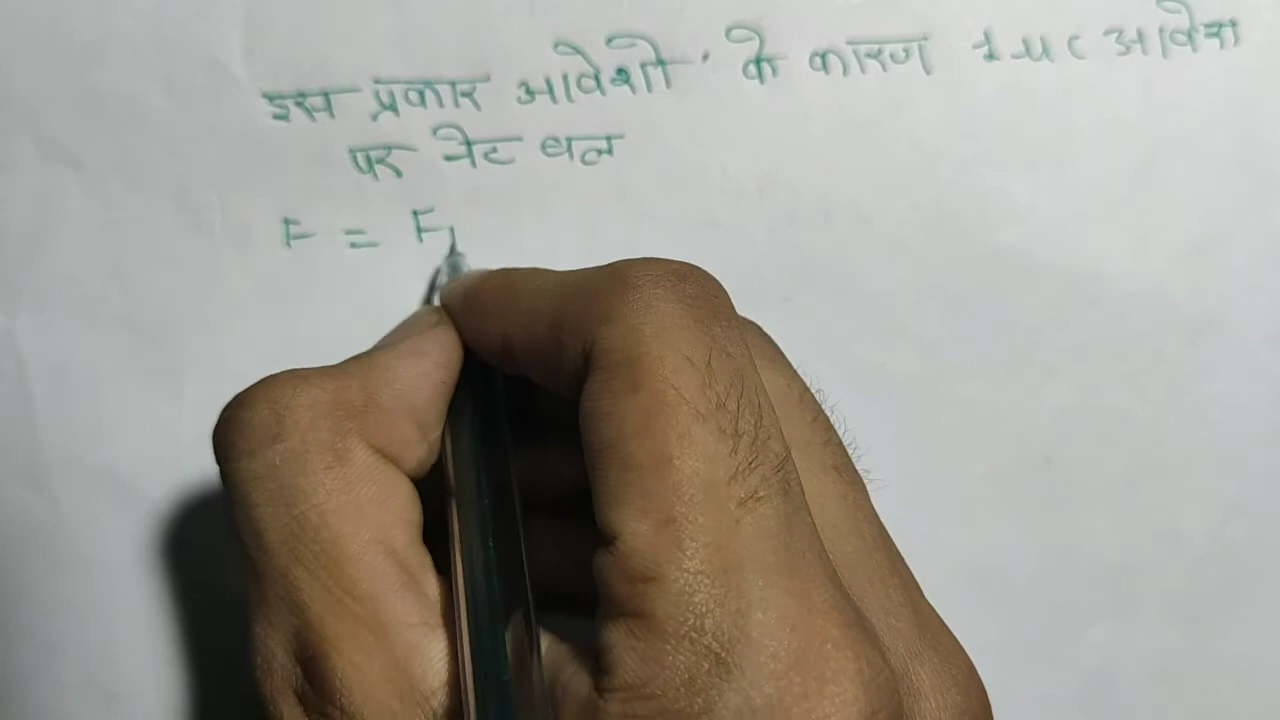 इस प्रकार आवेशो के कारण 1 μC आवेश
पर नेट बल
F = F₁